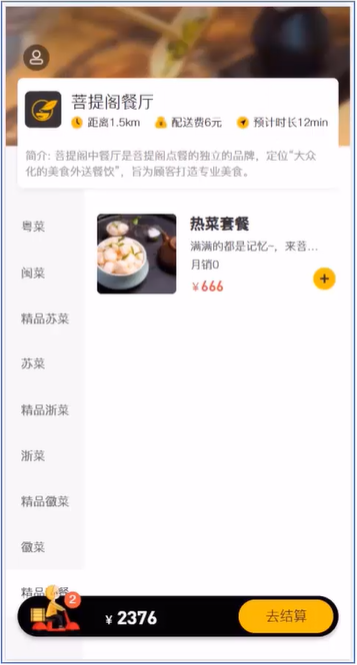 菩提阁餐厅
距离1.5km 配送费6元 预计时长12min
简介: 菩提阁中餐厅是菩提阁点餐的独立的品牌，定位“大众
化的美食外送餐饮”，旨为顾客打造专业美食。
粤菜
闽菜
精品苏菜
苏菜
精品浙菜
浙菜
精品徽菜
徽菜
精品
餐
热菜套餐
满满的都是记忆~，来菩...
月销0
¥666
2
¥ 2376
去结算